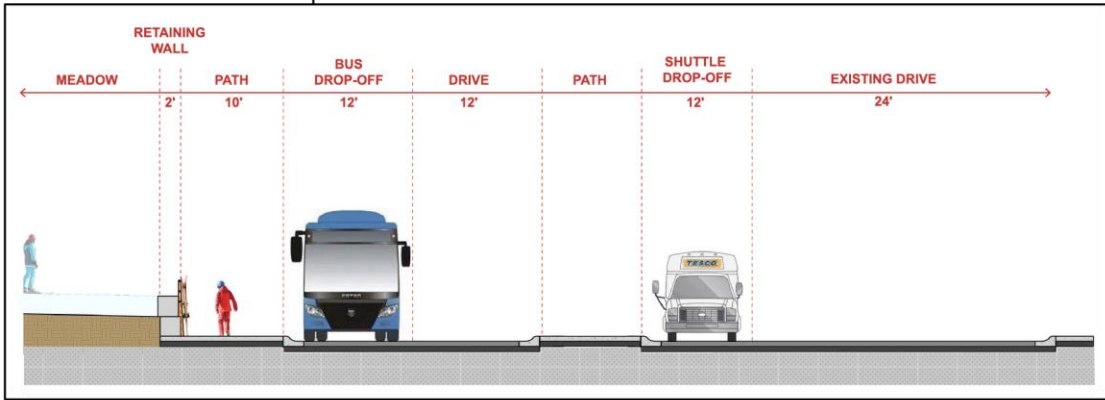 RETAINING
WALL
MEADOW
2'
PATH
10'
BUS
DROP-OFF
12'
DRIVE
12'
PATH
SHUTTLE
DROP-OFF
12'
EXISTING DRIVE
24'
TESCO